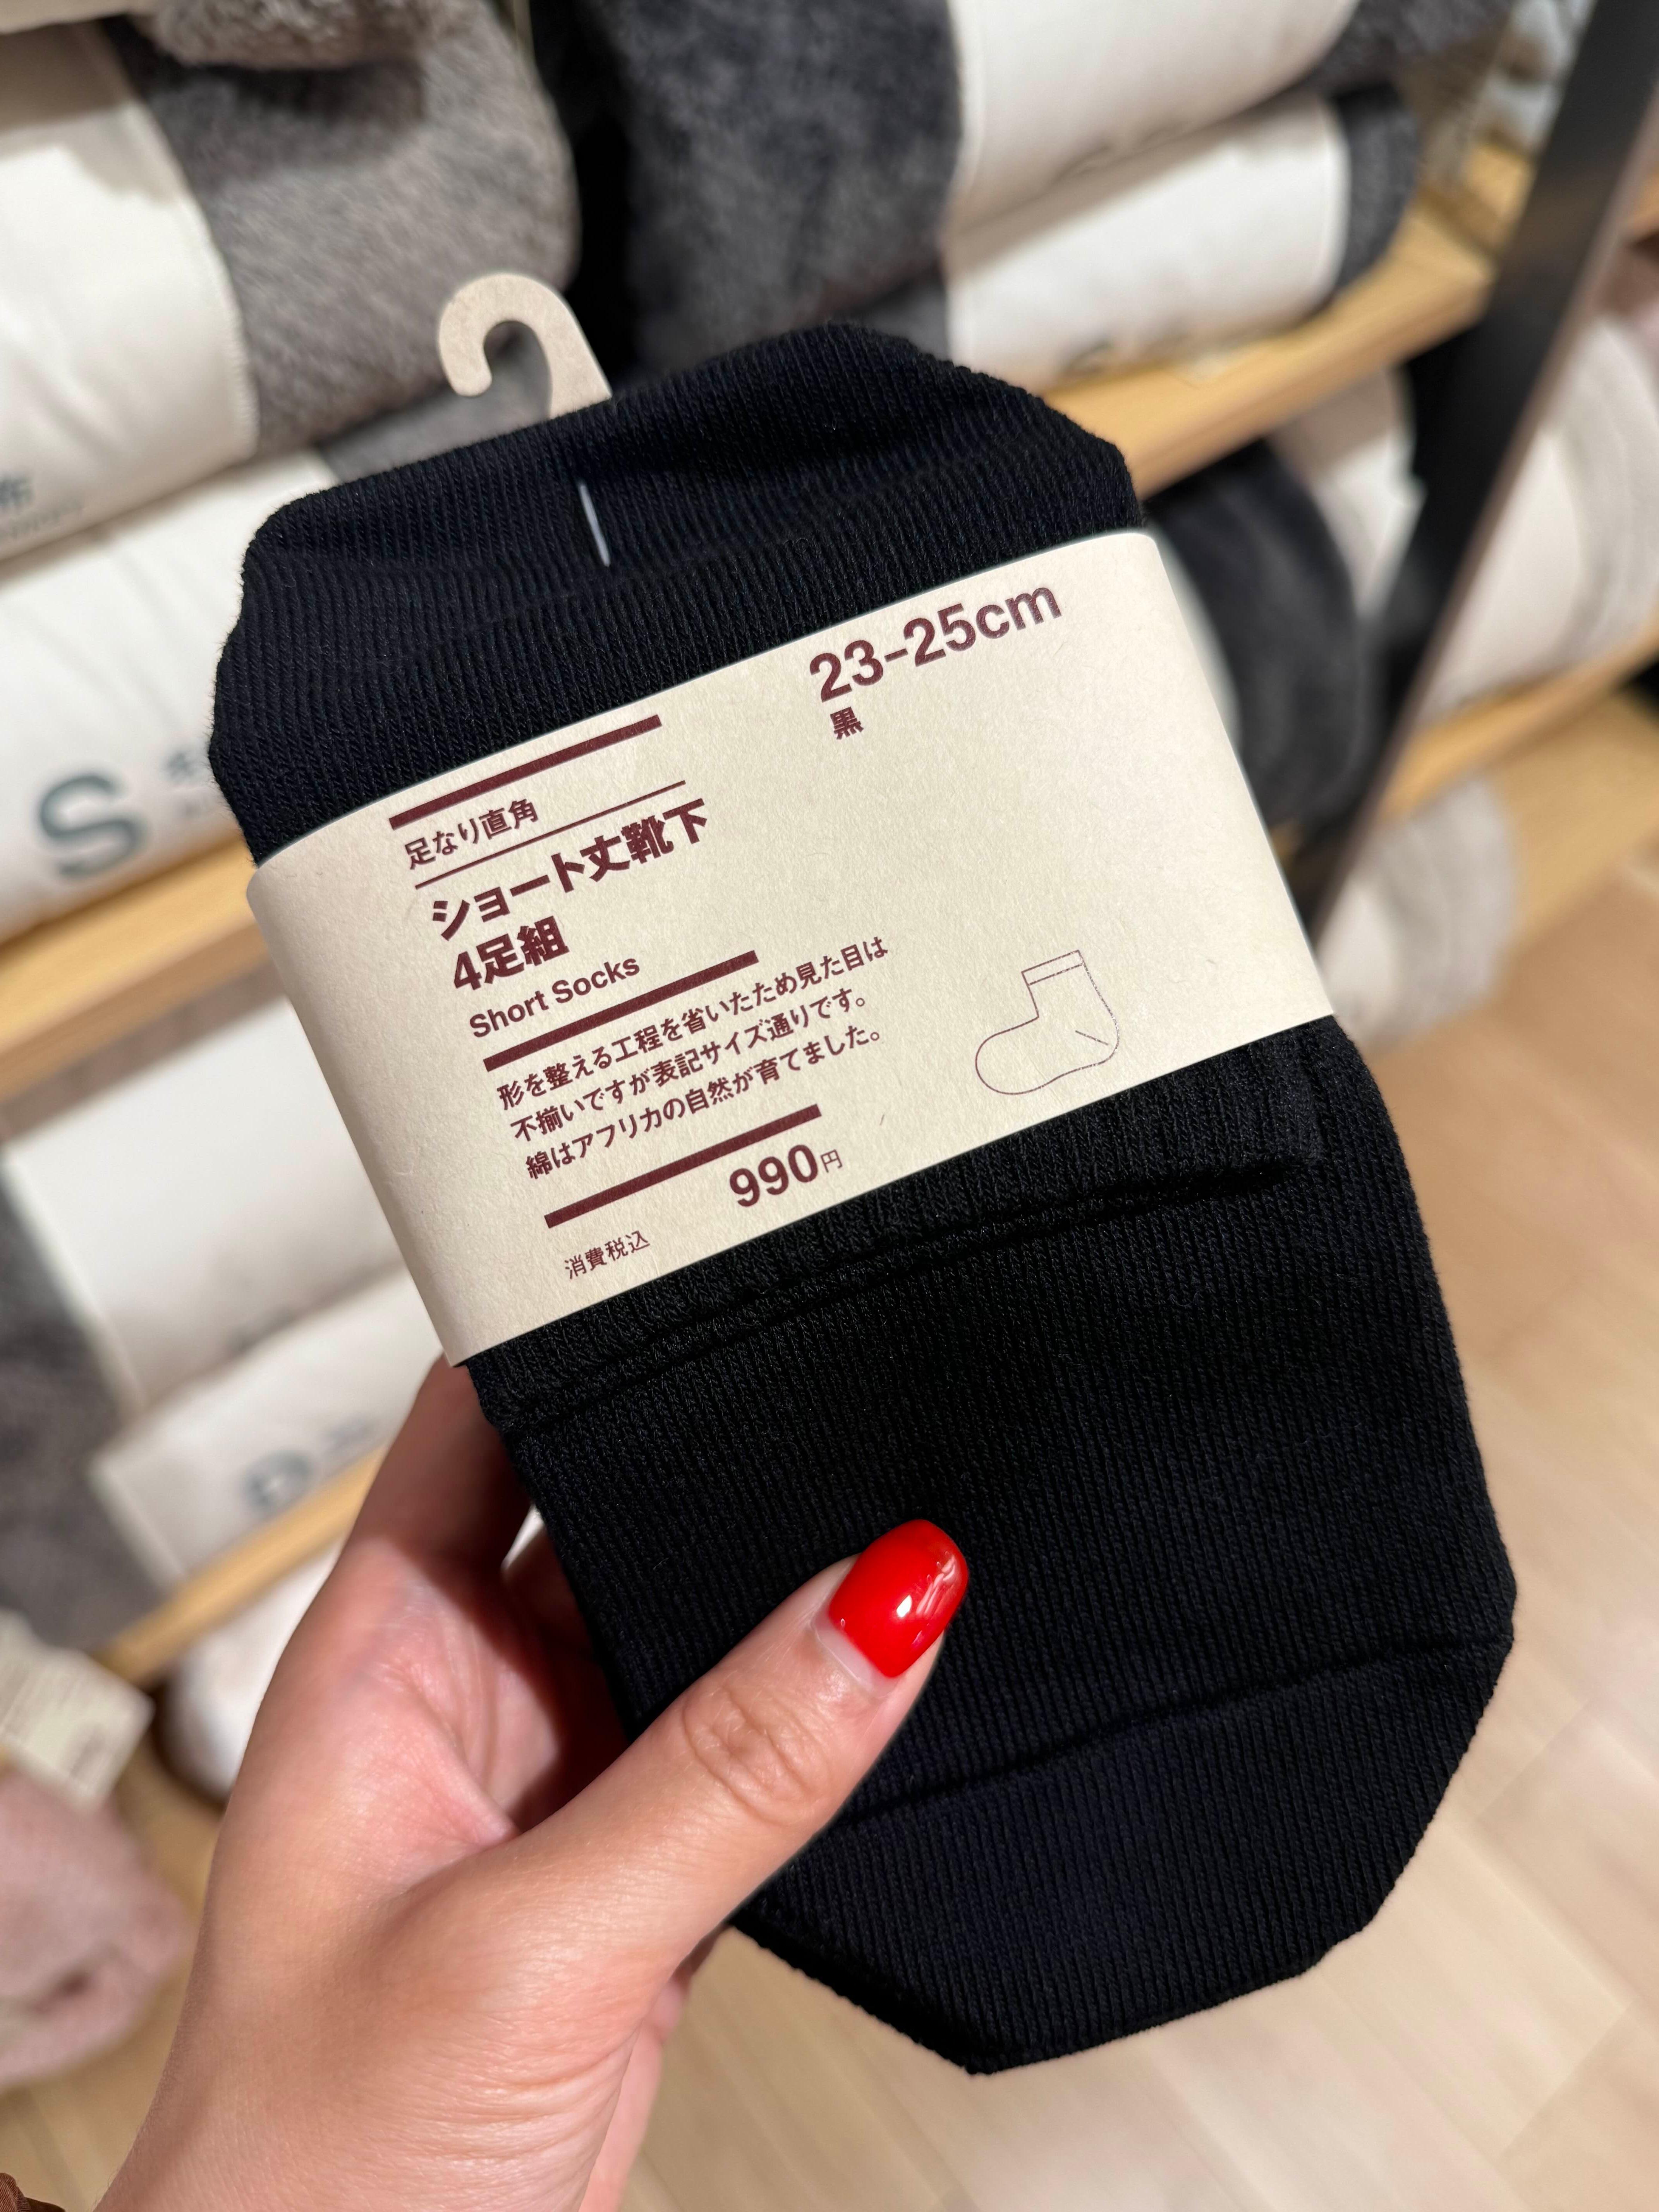 23-25cm
黒
足なり直角
ショート丈靴下
4足組
Short Socks
形を整える工程を省いたため見た目は
不揃いですが表記サイズ通りです。
綿はアフリカの自然が育てました。
990円
消費税込
S
布